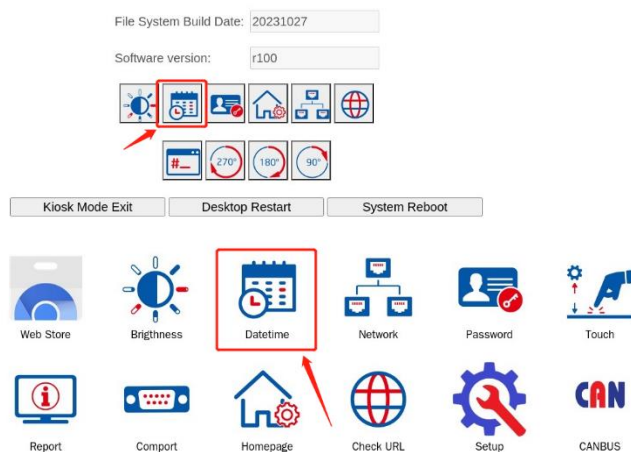 File System Build Date: 20231027
Software version: r100
#_ 270° 180° 90°
Kiosk Mode Exit Desktop Restart System Reboot
Web Store Brigthness Datetime Network Password Touch
CAN
Report Comport Homepage Check URL Setup CANBUS